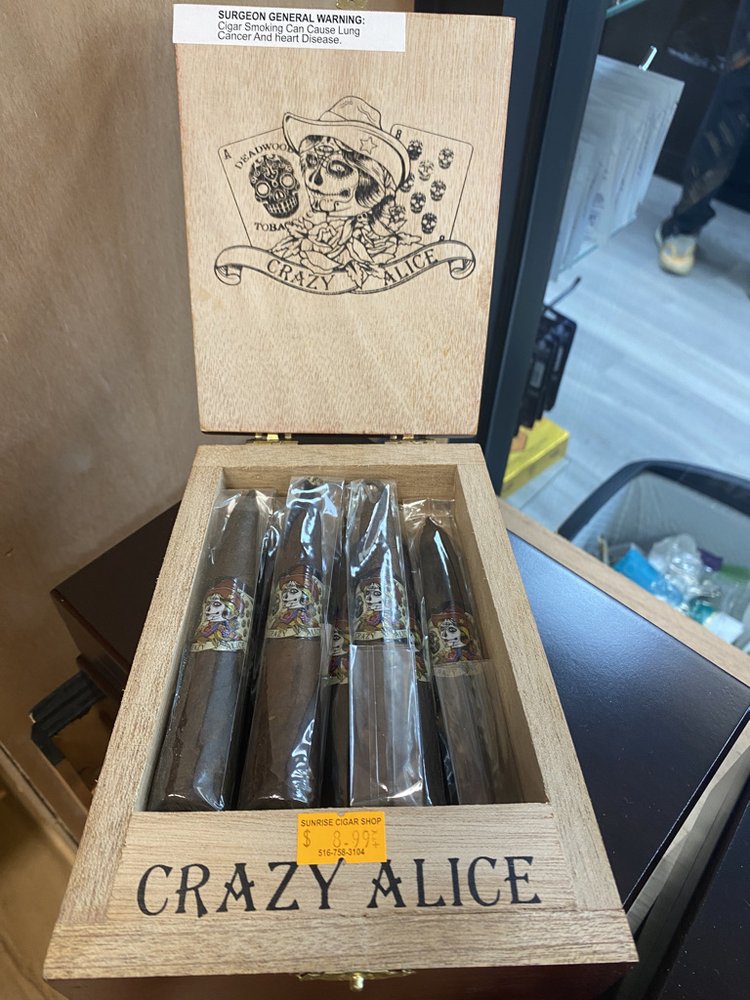 SURGEON GENERAL WARNING:
Cigar Smoking Can Cause Lung
Cancer And heart Disease.
A
8
DEADWOOD
CRAZY ALICE
SUNRISE CIGAR SHOP
$ 8.99
516-758-3104
CRAZY ALICE